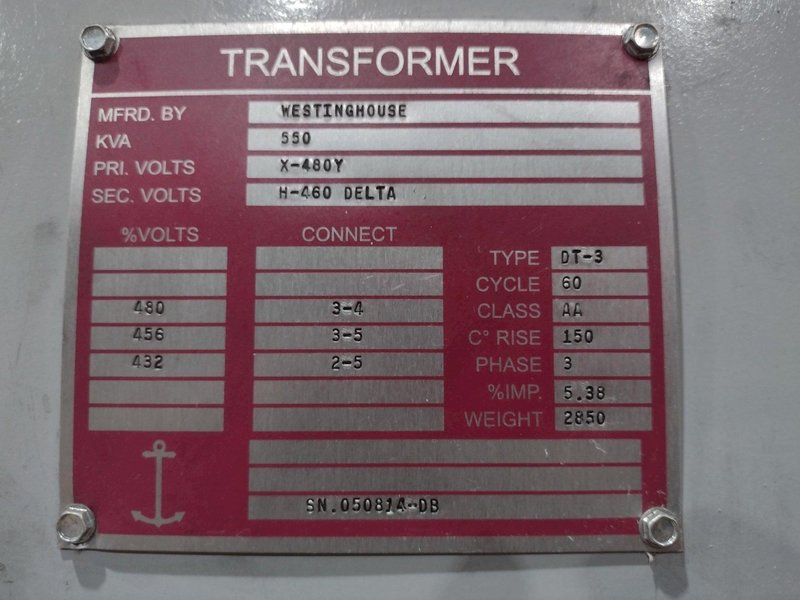 TRANSFORMER
MFRD. BY WESTINGHOUSE
KVA 550
PRI. VOLTS X-480Y
SEC. VOLTS H-460 DELTA
%VOLTS CONNECT
TYPE DT-3
CYCLE 60
480 3-4 CLASS AA
456 3-5 C° RISE 150
432 2-5 PHASE 3
%IMP. 5.38
WEIGHT 2850
SN.050814-DB